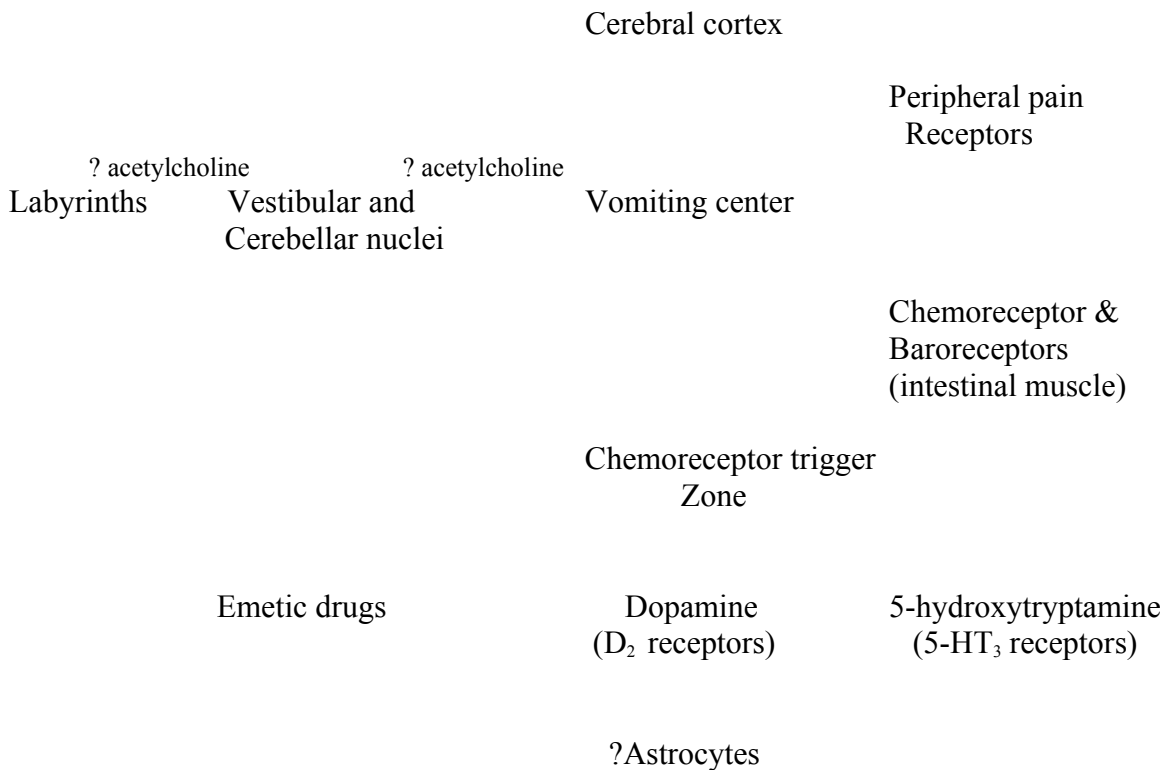 Cerebral cortex
Peripheral pain
Receptors
? acetylcholine ? acetylcholine
Labyrinths Vestibular and Vomiting center
Cerebellar nuclei
Chemoreceptor &
Baroreceptors
(intestinal muscle)
Chemoreceptor trigger
Zone
Emetic drugs Dopamine 5-hydroxytryptamine
(D₂ receptors) (5-HT₃ receptors)
?Astrocytes